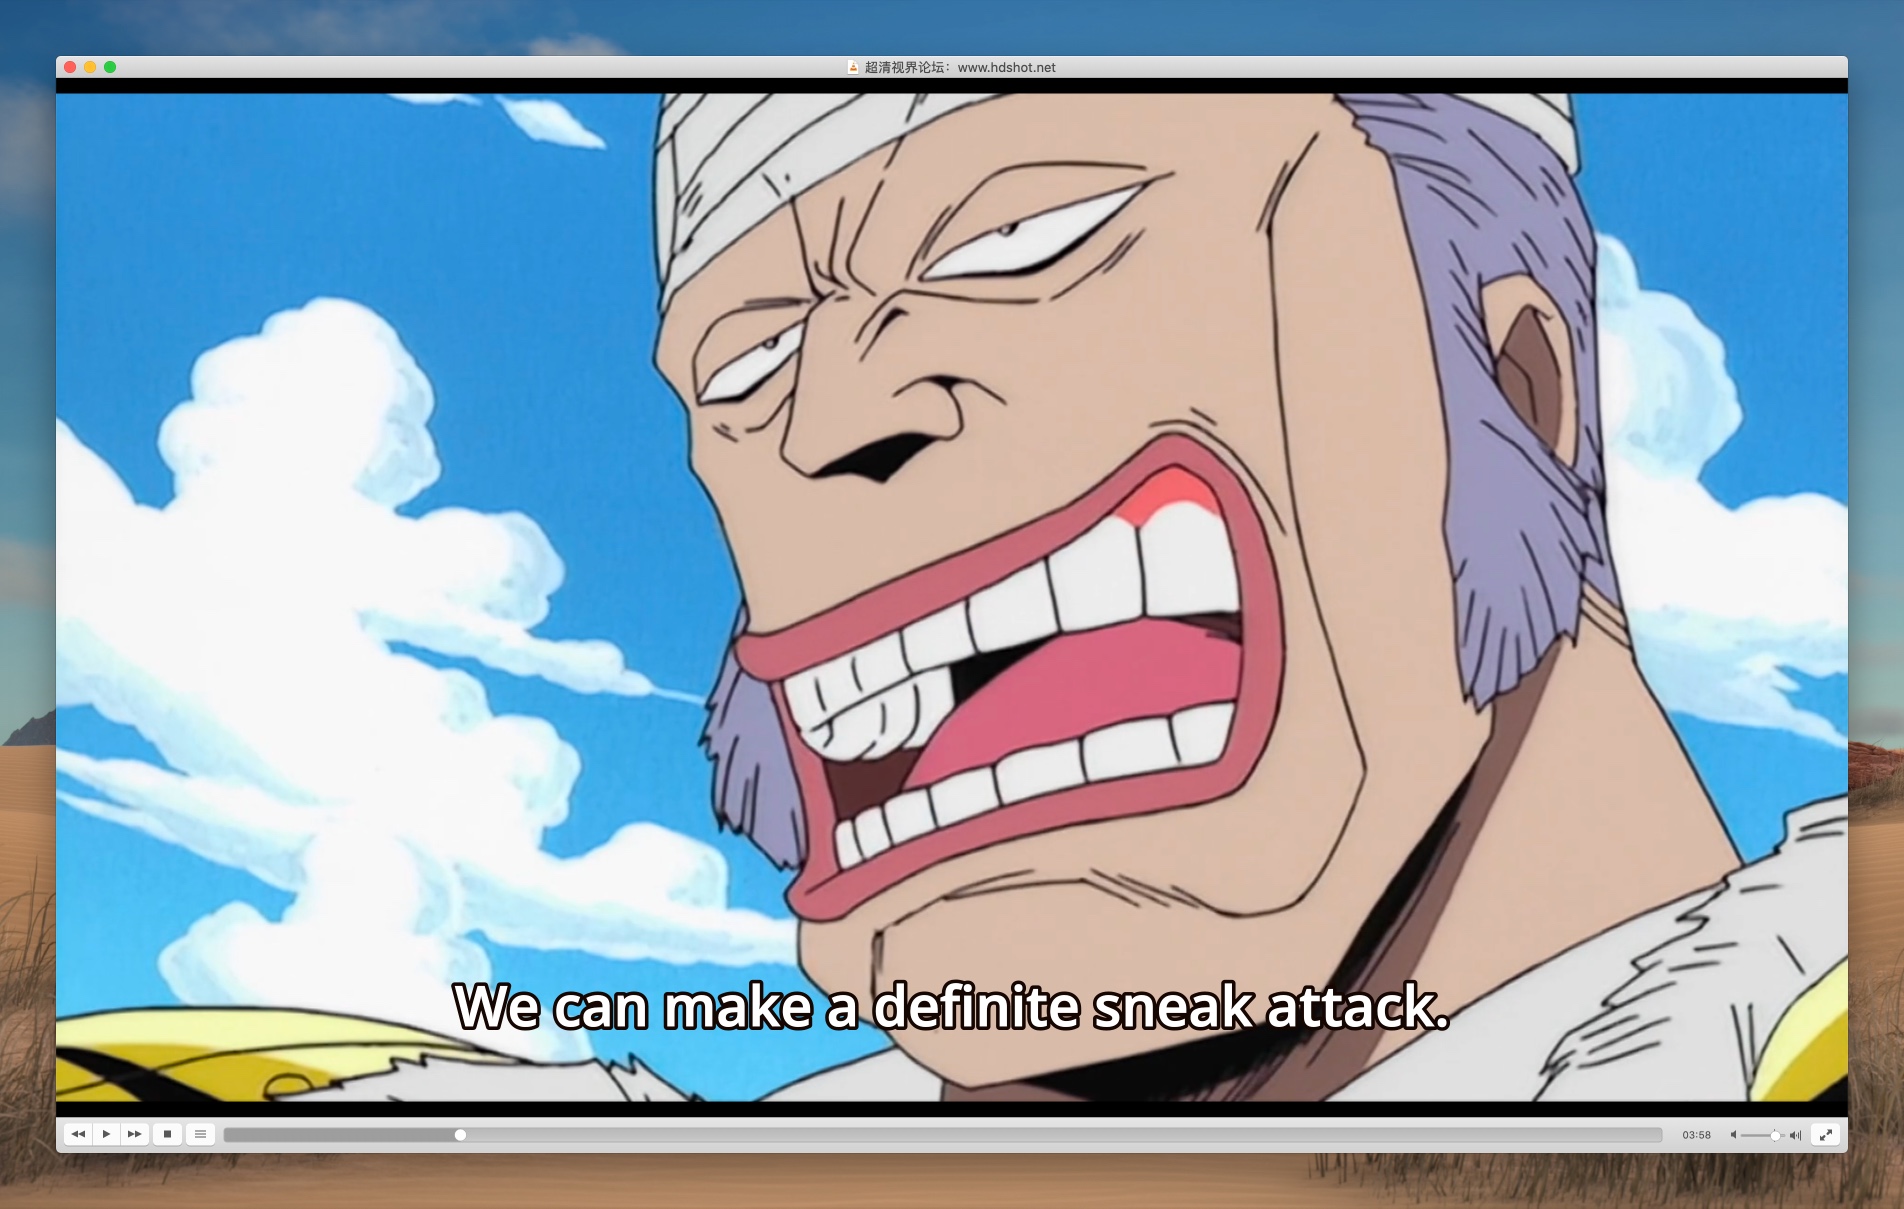 超清视界论坛：www.hdshot.net
We can make a definite sneak attack.
03:58